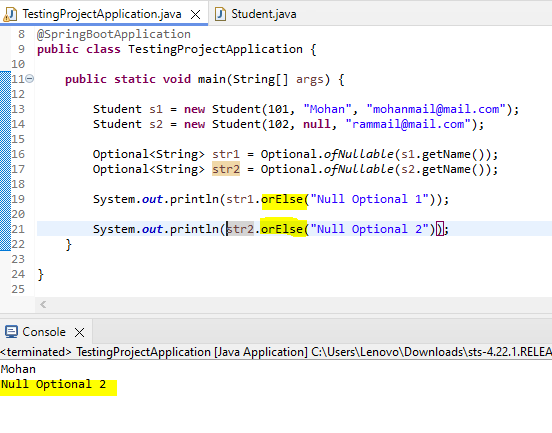 TestingProjectApplication.java
Student.java
8 @SpringBootApplication
9 public class TestingProjectApplication {
10
11 public static void main(String[] args) {
12
13 Student s1 = new Student(101, "Mohan", "mohanmail@mail.com");
14 Student s2 = new Student(102, null, "rammail@mail.com");
15
16 Optional<String> str1 = Optional.ofNullable(s1.getName());
17 Optional<String> str2 = Optional.ofNullable(s2.getName());
18
19 System.out.println(str1.orElse("Null Optional 1"));
20
21 System.out.println(str2.orElse("Null Optional 2"));
22 }
23
24 }
25
Console
<terminated> TestingProjectApplication [Java Application] C:\Users\Lenovo\Downloads\sts-4.22.1.RELEA
Mohan
Null Optional 2